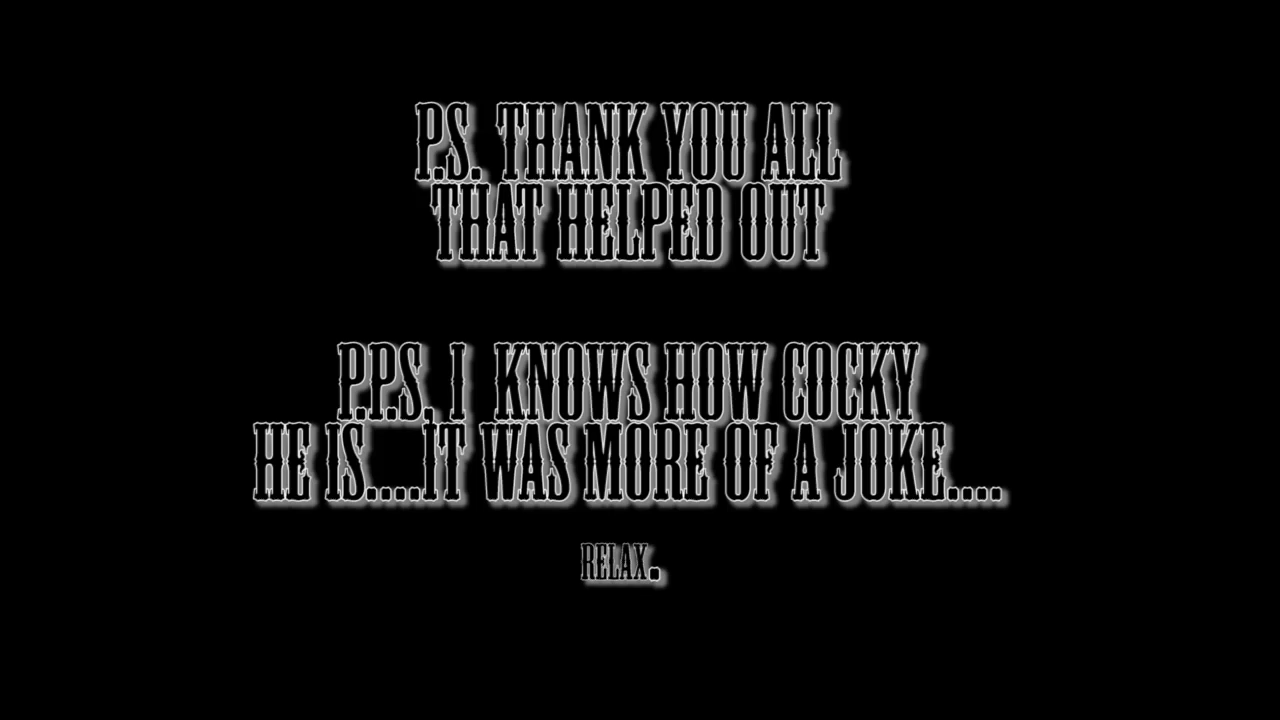 P.S. THANK YOU ALL
THAT HELPED OUT
P.P.S. I KNOWS HOW COCKY
HE IS....IT WAS MORE OF A JOKE....
RELAX.